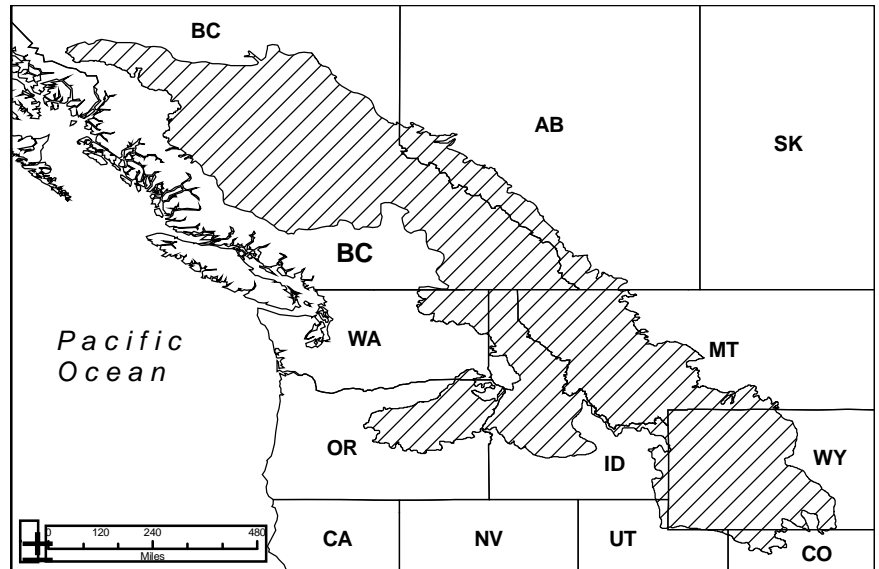 BC
AB
SK
BC
WA
MT
Pacific
Ocean
OR
ID
WY
CA
NV
UT
CO
0 120 240 480
Miles